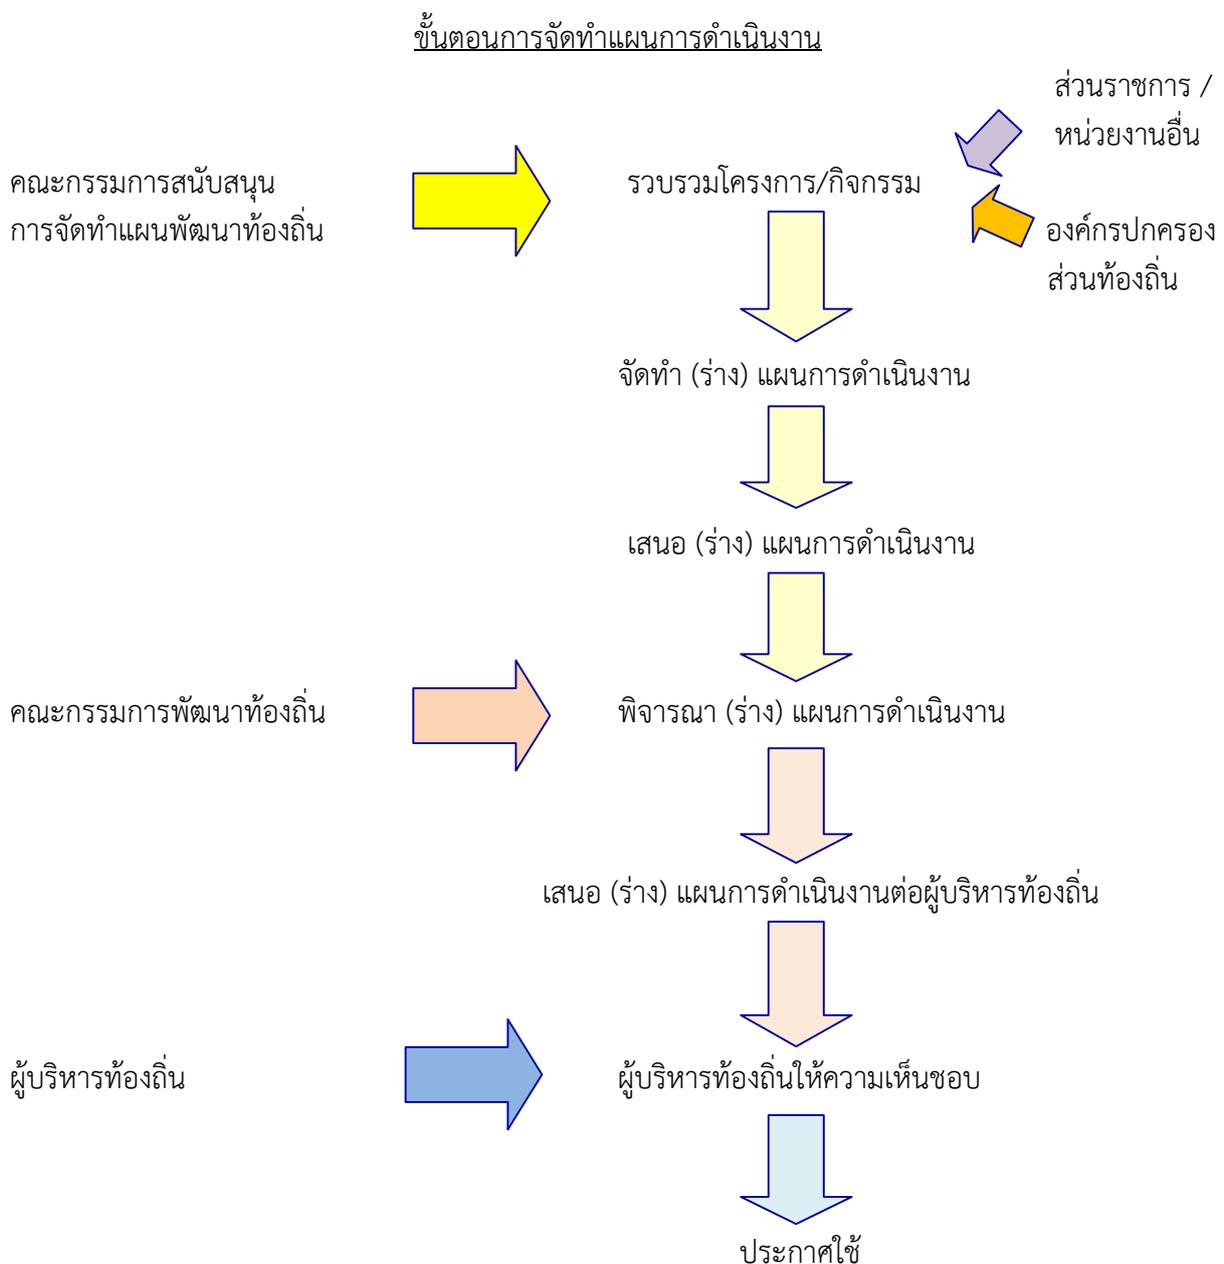 ขั้นตอนการจัดทำแผนการดำเนินงาน
ส่วนราชการ /
หน่วยงานอื่น
คณะกรรมการสนับสนุน
การจัดทำแผนพัฒนาท้องถิ่น
รวบรวมโครงการ/กิจกรรม
องค์กรปกครอง
ส่วนท้องถิ่น
จัดทำ (ร่าง) แผนการดำเนินงาน
เสนอ (ร่าง) แผนการดำเนินงาน
คณะกรรมการพัฒนาท้องถิ่น
พิจารณา (ร่าง) แผนการดำเนินงาน
เสนอ (ร่าง) แผนการดำเนินงานต่อผู้บริหารท้องถิ่น
ผู้บริหารท้องถิ่น
ผู้บริหารท้องถิ่นให้ความเห็นชอบ
ประกาศใช้